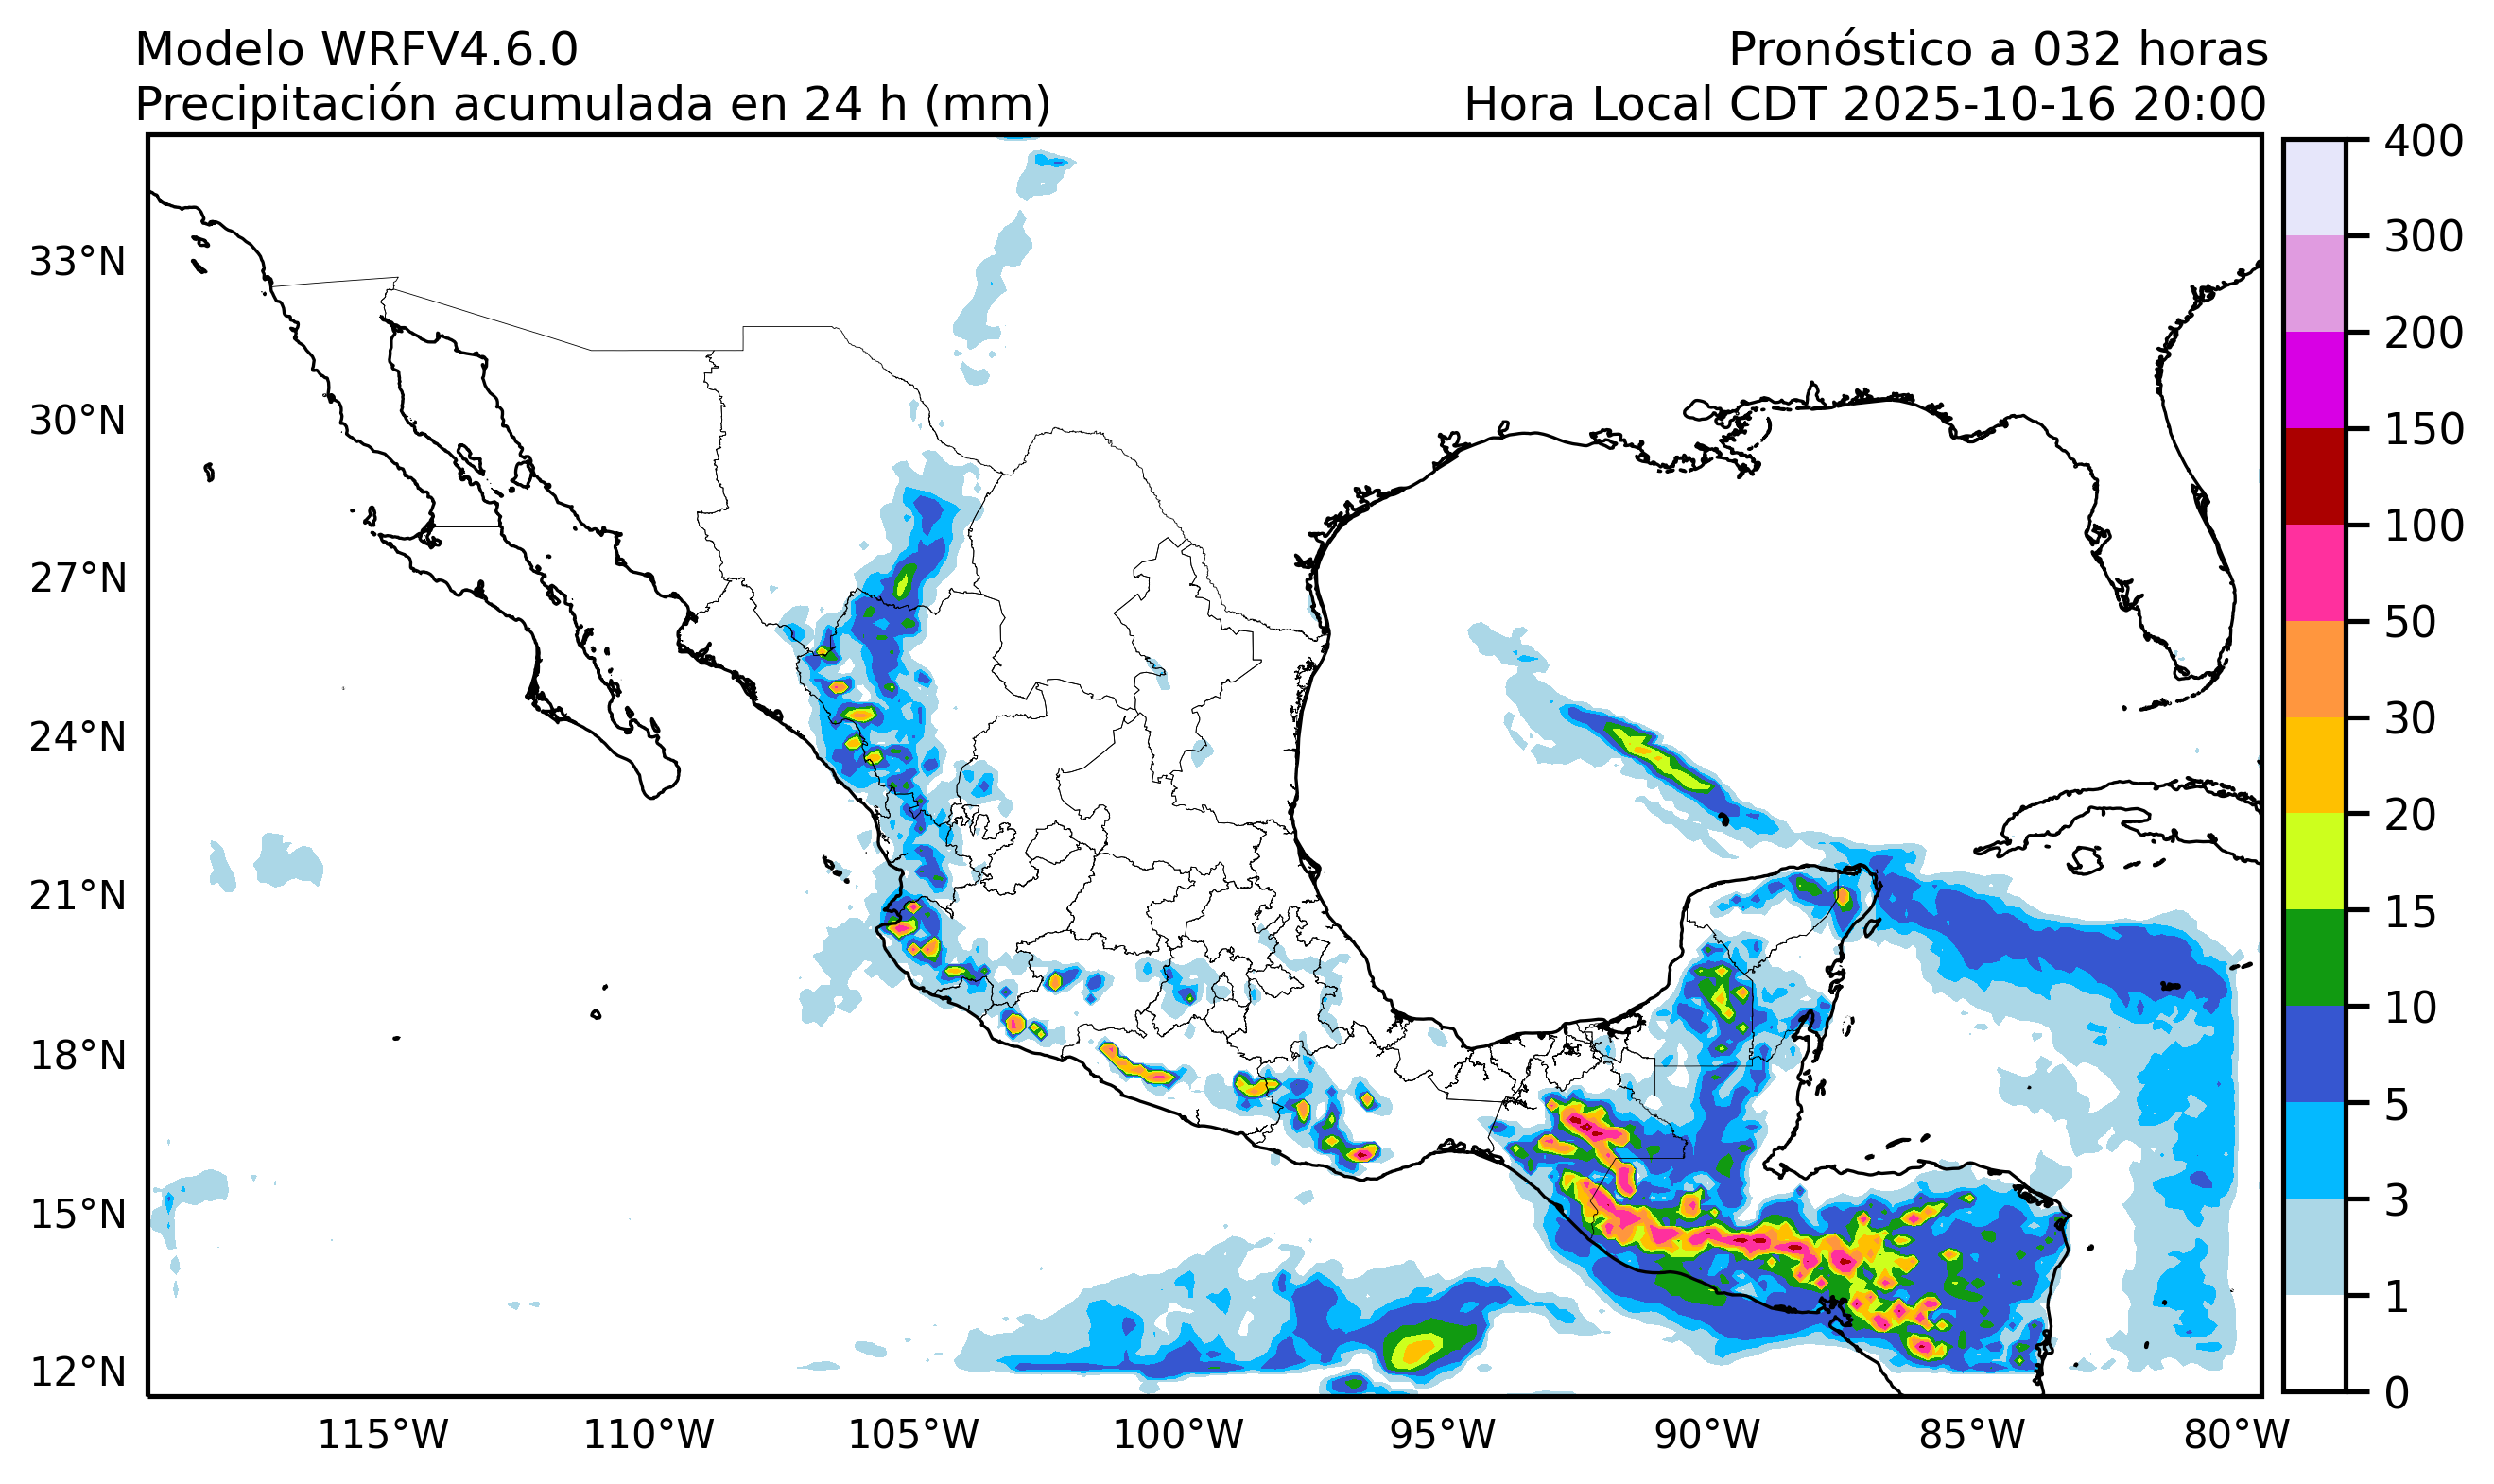 Modelo WRFV4.6.0
Pronóstico a 032 horas
Precipitación acumulada en 24 h (mm)
Hora Local CDT 2025-10-16 20:00
400
300
200
150
100
50
30
20
15
10
5
3
1
0
33°N
30°N
27°N
24°N
21°N
18°N
15°N
12°N
115°W
110°W
105°W
100°W
95°W
90°W
85°W
80°W